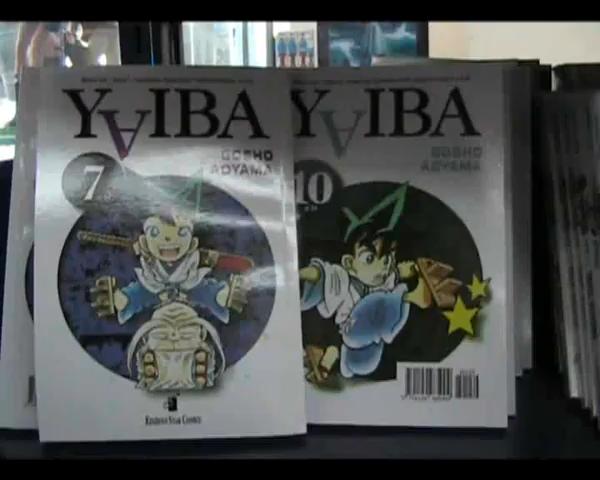 YAIBA
GOSHO
AOYAMA
7
YAIBA
GOSHO
AOYAMA
10
EDIZIONI STAR COMICS